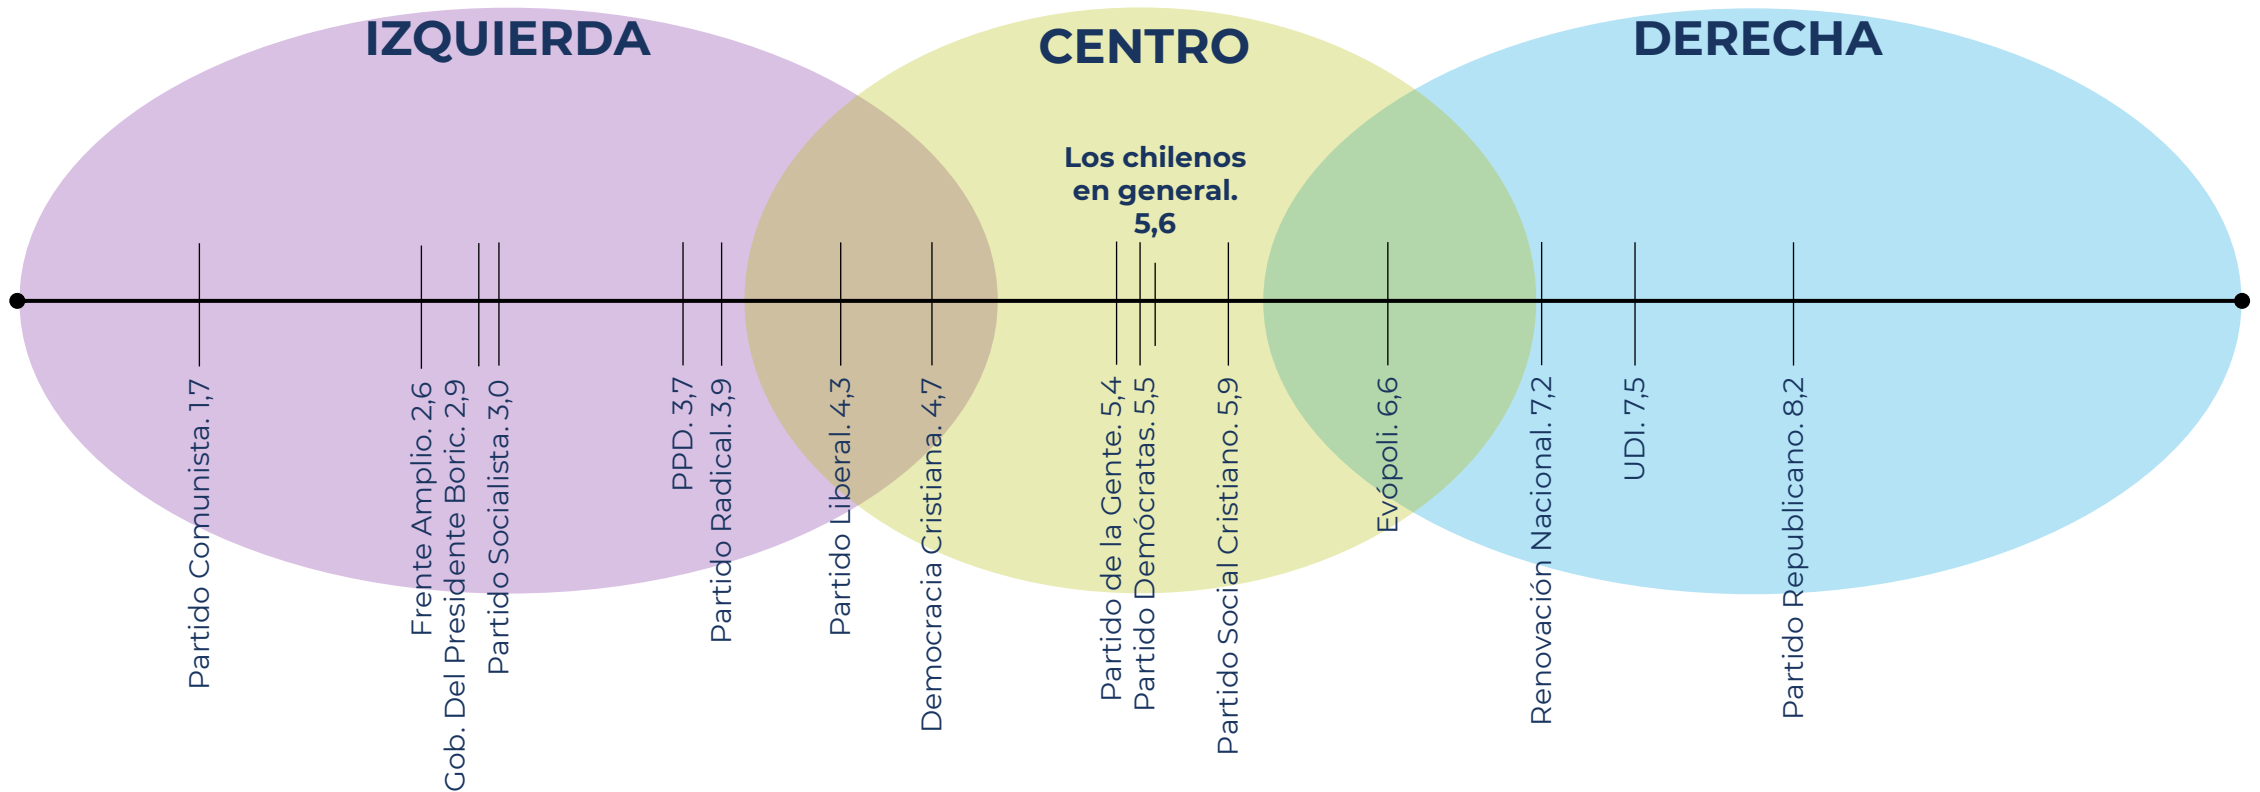 IZQUIERDA
CENTRO
DERECHA
Los chilenos
en general.
5,6
Partido Comunista. 1,7
Frente Amplio. 2,6
Gob. Del Presidente Boric. 2,9
Partido Socialista. 3,0
PPD. 3,7
Partido Radical. 3,9
Partido Liberal. 4,3
Democracia Cristiana. 4,7
Partido de la Gente. 5,4
Partido Demócratas. 5,5
Partido Social Cristiano. 5,9
Evópoli. 6,6
Renovación Nacional. 7,2
UDI. 7,5
Partido Republicano. 8,2